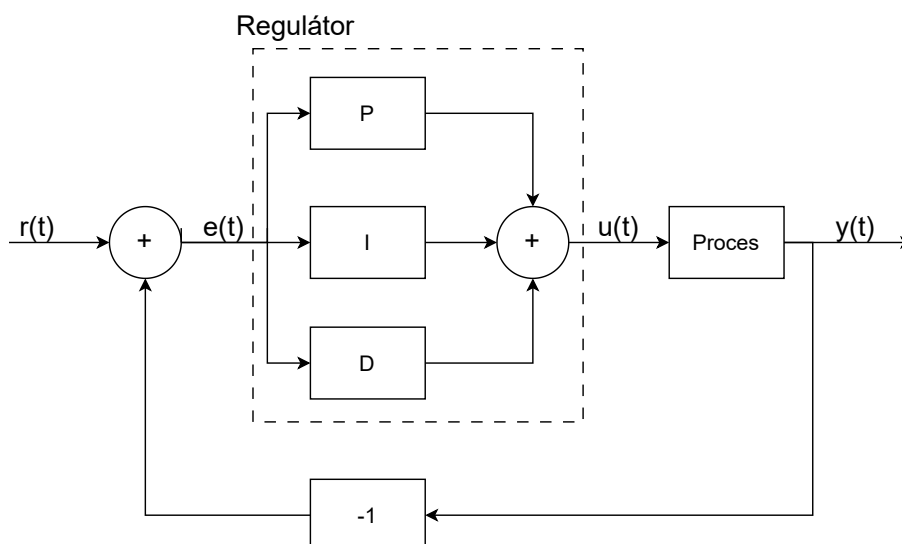 Regulátor
P
r(t)
+
e(t)
I
+
u(t)
Proces
y(t)
D
-1